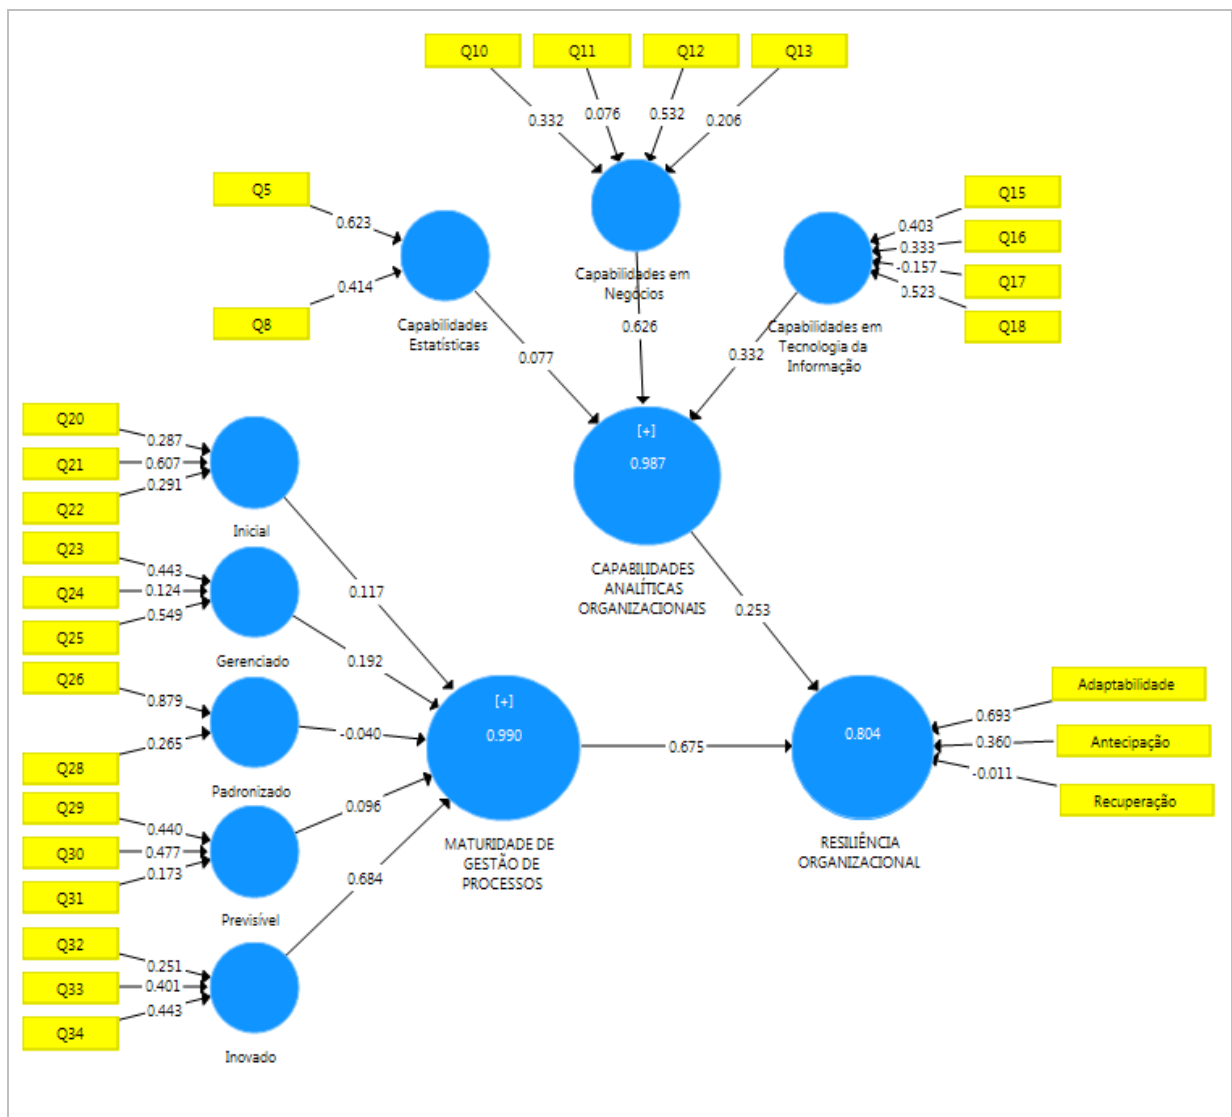 Q10
Q11
Q12
Q13
0.332
0.076
0.532
0.206
Q5
Q8
0.623
0.414
Capabilidades
Estatísticas
Capabilidades em
Negócios
Q15
Q16
Q17
Q18
0.403
0.333
-0.157
0.523
Capabilidades em
Tecnologia da
Informação
0.077
0.626
0.332
[+]
0.987
CAPABILIDADES
ANALÍTICAS
ORGANIZACIONAIS
0.253
Q20
Q21
Q22
0.287
0.607
0.291
Inicial
0.117
Q23
Q24
Q25
0.443
0.124
0.549
Gerenciado
0.192
Q26
Q28
0.879
0.265
Padronizado
-0.040
Q29
Q30
Q31
0.440
0.477
0.173
Previsível
0.096
Q32
Q33
Q34
0.251
0.401
0.443
Inovado
0.684
[+]
0.990
MATURIDADE DE
GESTÃO DE
PROCESSOS
0.675
0.804
RESILIÊNCIA
ORGANIZACIONAL
0.693
0.360
-0.011
Adaptabilidade
Antecipação
Recuperação